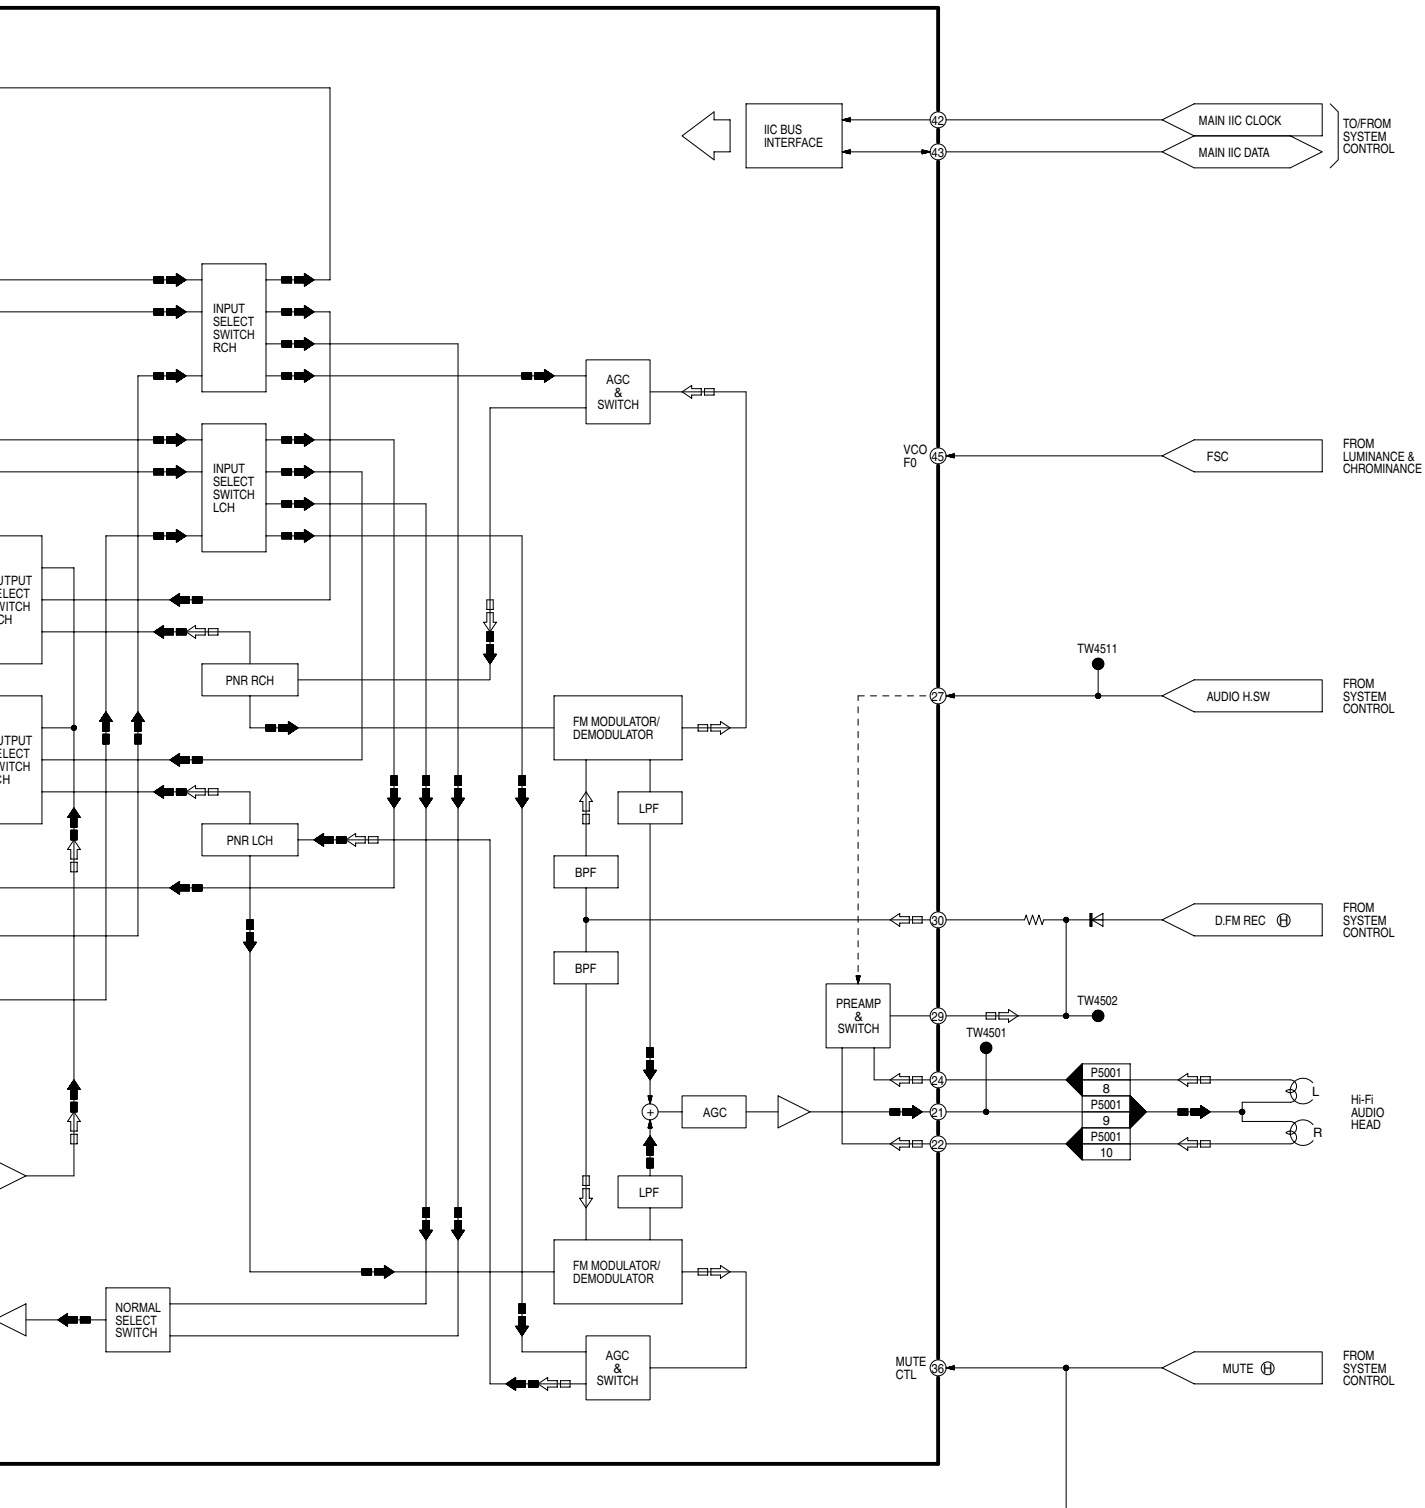 IIC BUS
INTERFACE
42
43
MAIN IIC CLOCK
MAIN IIC DATA
TO/FROM
SYSTEM
CONTROL
INPUT
SELECT
SWITCH
RCH
AGC
&
SWITCH
INPUT
SELECT
SWITCH
LCH
VCO
F0
45
FSC
FROM
LUMINANCE &
CHROMINANCE
UTPUT
ELECT
WITCH
CH
PNR RCH
TW4511
27
AUDIO H.SW
FROM
SYSTEM
CONTROL
UTPUT
ELECT
WITCH
CH
FM MODULATOR/
DEMODULATOR
LPF
PNR LCH
BPF
30
D.FM REC H
FROM
SYSTEM
CONTROL
BPF
PREAMP
&
SWITCH
29
TW4502
TW4501
24
P5001
8
L
+
AGC
21
P5001
9
Hi-Fi
AUDIO
HEAD
22
P5001
10
R
LPF
FM MODULATOR/
DEMODULATOR
NORMAL
SELECT
SWITCH
AGC
&
SWITCH
MUTE
CTL
36
MUTE H
FROM
SYSTEM
CONTROL